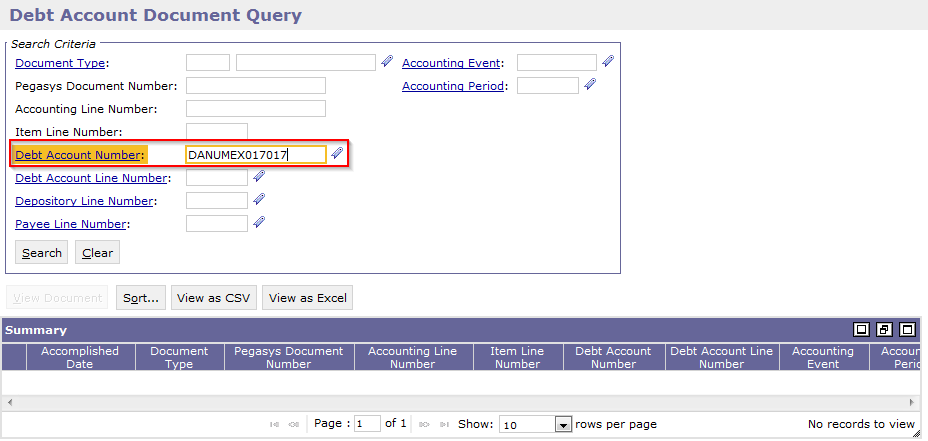 Debt Account Document Query
Search Criteria
Document Type: Accounting Event:
Pegasys Document Number: Accounting Period:
Accounting Line Number:
Item Line Number:
Debt Account Number: DANUMEX017017
Debt Account Line Number:
Depository Line Number:
Payee Line Number:
Search Clear
View Document Sort... View as CSV View as Excel
Summary
Accomplished Date Document Type Pegasys Document Number Accounting Line Number Item Line Number Debt Account Number Debt Account Line Number Accounting Event Accoun Perio
Page : 1 of 1 Show: 10 rows per page No records to view